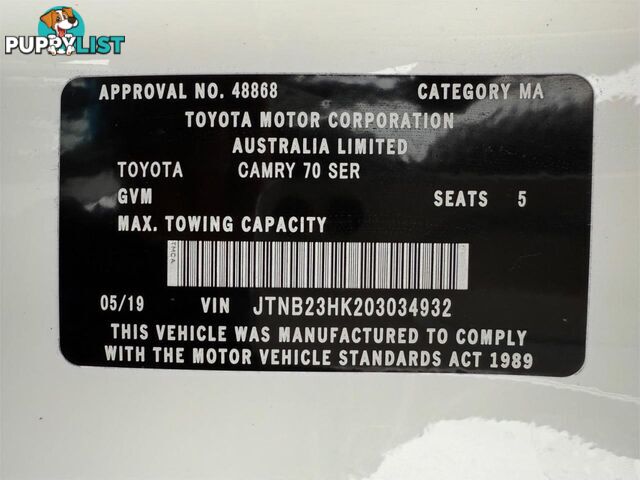 PUPPYLIST
APPROVAL NO. 48868 CATEGORY MA
TOYOTA MOTOR CORPORATION
AUSTRALIA LIMITED
TOYOTA CAMRY 70 SER
GVM SEATS 5
MAX. TOWING CAPACITY
TMCA
05/19 VIN JTNB23HK203034932
THIS VEHICLE WAS MANUFACTURED TO COMPLY
WITH THE MOTOR VEHICLE STANDARDS ACT 1989